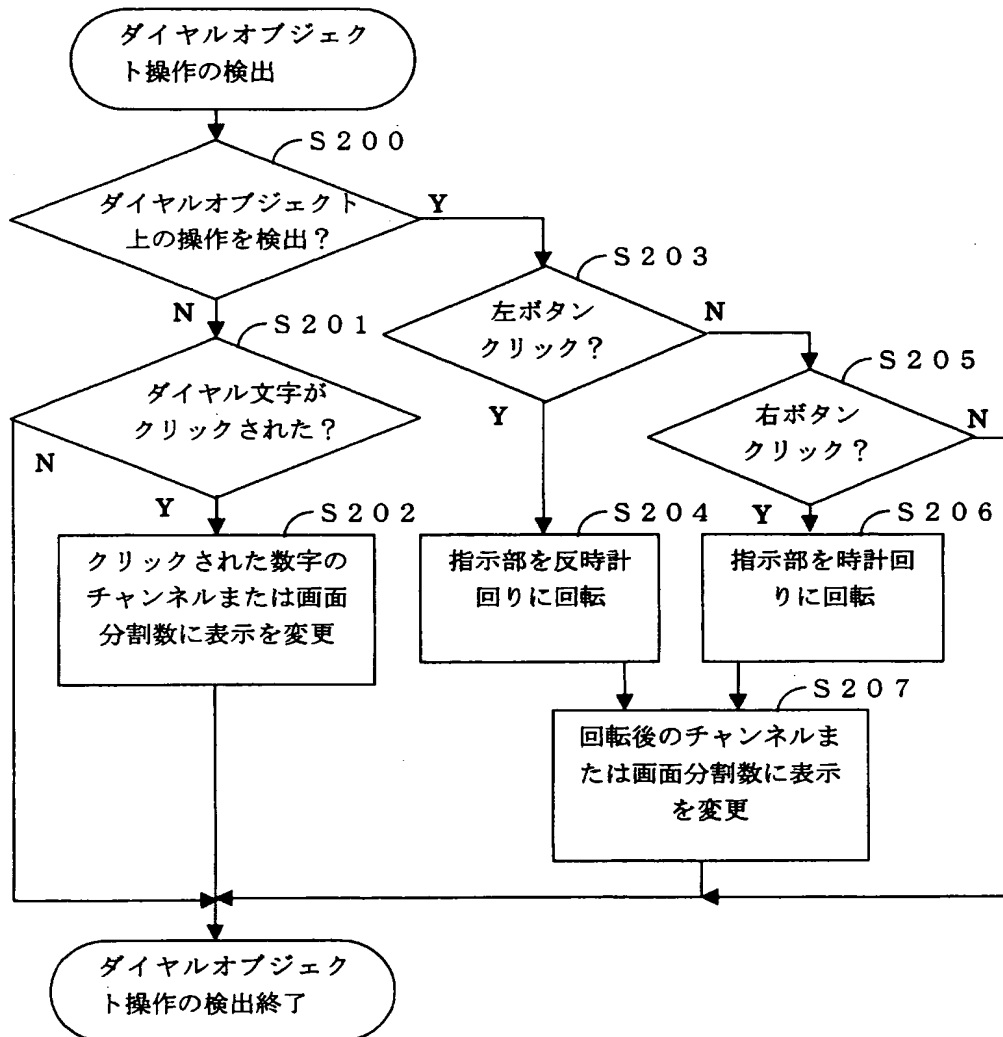 ダイヤルオブジェク
ト操作の検出
S200
ダイヤルオブジェクト
上の操作を検出?
Y
N
S203
左ボタン
クリック?
N
Y
S201
ダイヤル文字が
クリックされた?
N
Y
S205
右ボタン
クリック?
N
Y
S202
クリックされた数字の
チャンネルまたは画面
分割数に表示を変更
S204
指示部を反時計
回りに回転
S206
指示部を時計回
りに回転
S207
回転後のチャンネルま
たは画面分割数に表示
を変更
ダイヤルオブジェク
ト操作の検出終了